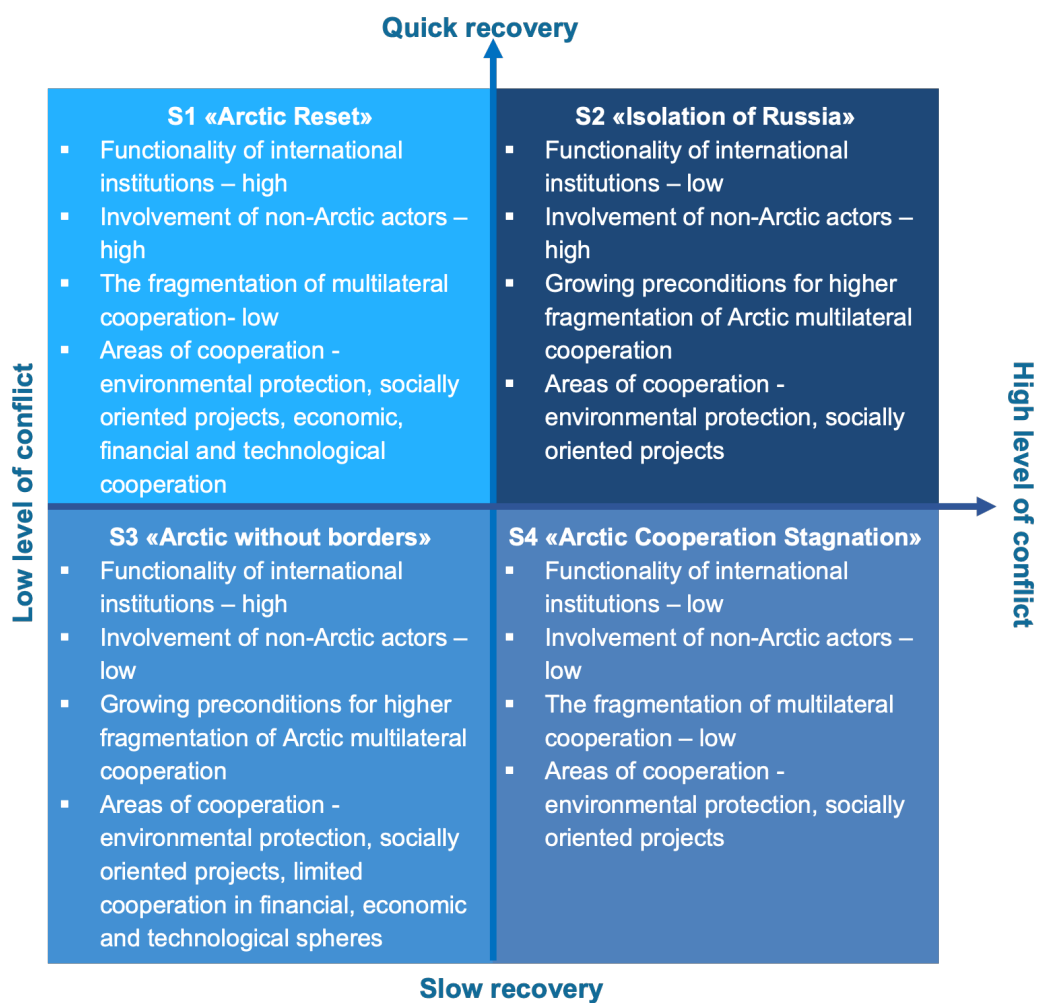 Quick recovery
S1 «Arctic Reset»
▪ Functionality of international
institutions – high
▪ Involvement of non-Arctic actors –
high
▪ The fragmentation of multilateral
cooperation- low
▪ Areas of cooperation -
environmental protection, socially
oriented projects, economic,
financial and technological
cooperation
S2 «Isolation of Russia»
▪ Functionality of international
institutions – low
▪ Involvement of non-Arctic actors –
high
▪ Growing preconditions for higher
fragmentation of Arctic multilateral
cooperation
▪ Areas of cooperation -
environmental protection, socially
oriented projects
Low level of conflict
High level of conflict
S3 «Arctic without borders»
▪ Functionality of international
institutions – high
▪ Involvement of non-Arctic actors –
low
▪ Growing preconditions for higher
fragmentation of Arctic multilateral
cooperation
▪ Areas of cooperation -
environmental protection, socially
oriented projects, limited
cooperation in financial, economic
and technological spheres
S4 «Arctic Cooperation Stagnation»
▪ Functionality of international
institutions – low
▪ Involvement of non-Arctic actors –
low
▪ The fragmentation of multilateral
cooperation – low
▪ Areas of cooperation -
environmental protection, socially
oriented projects
Slow recovery